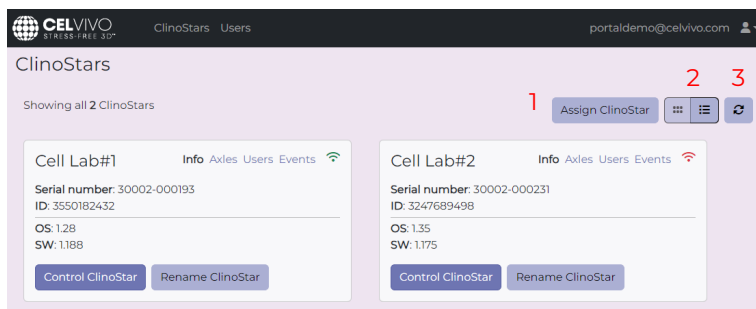 CELVIVO ClinoStars Users portaldemo@celvivo.com
STRESS-FREE 3D™
ClinoStars
2 3
Showing all 2 ClinoStars 1 Assign ClinoStar
Cell Lab#1 Info Axles Users Events
Serial number: 30002-000193
ID: 3550182432
OS: 1.28
SW: 1.188
Control ClinoStar Rename ClinoStar
Cell Lab#2 Info Axles Users Events
Serial number: 30002-000231
ID: 3247689498
OS: 1.35
SW: 1.175
Control ClinoStar Rename ClinoStar